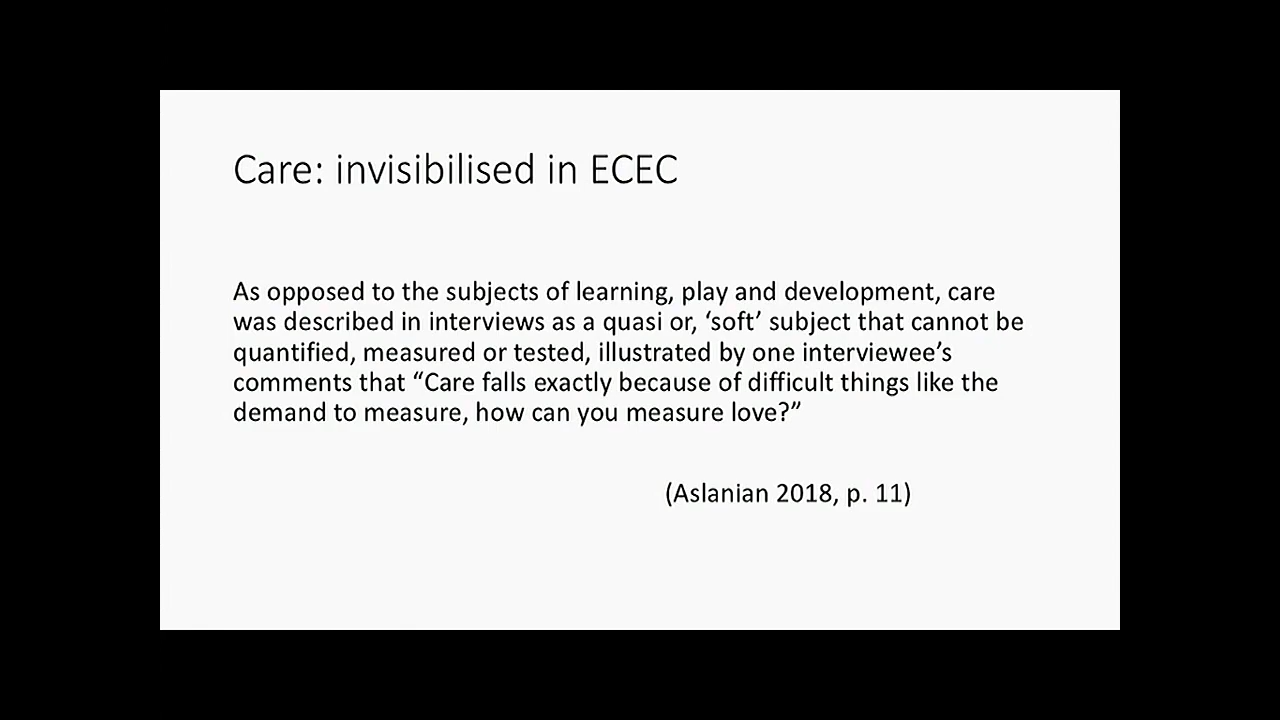 Care: invisibilised in ECEC
As opposed to the subjects of learning, play and development, care
was described in interviews as a quasi or, ‘soft’ subject that cannot be
quantified, measured or tested, illustrated by one interviewee’s
comments that “Care falls exactly because of difficult things like the
demand to measure, how can you measure love?”
(Aslanian 2018, p. 11)